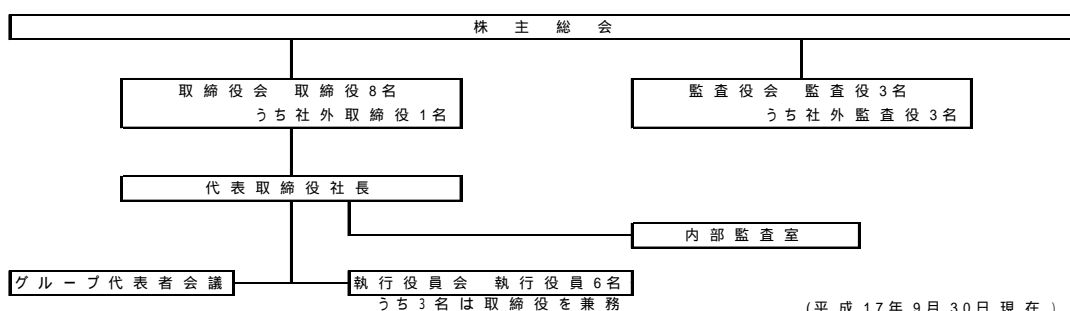 株主総会
取締役会 取締役8名
うち社外取締役1名
監査役会 監査役3名
うち社外監査役3名
代表取締役社長
内部監査室
グループ代表者会議
執行役員会 執行役員6名
うち3名は取締役を兼務
(平成17年9月30日現在)